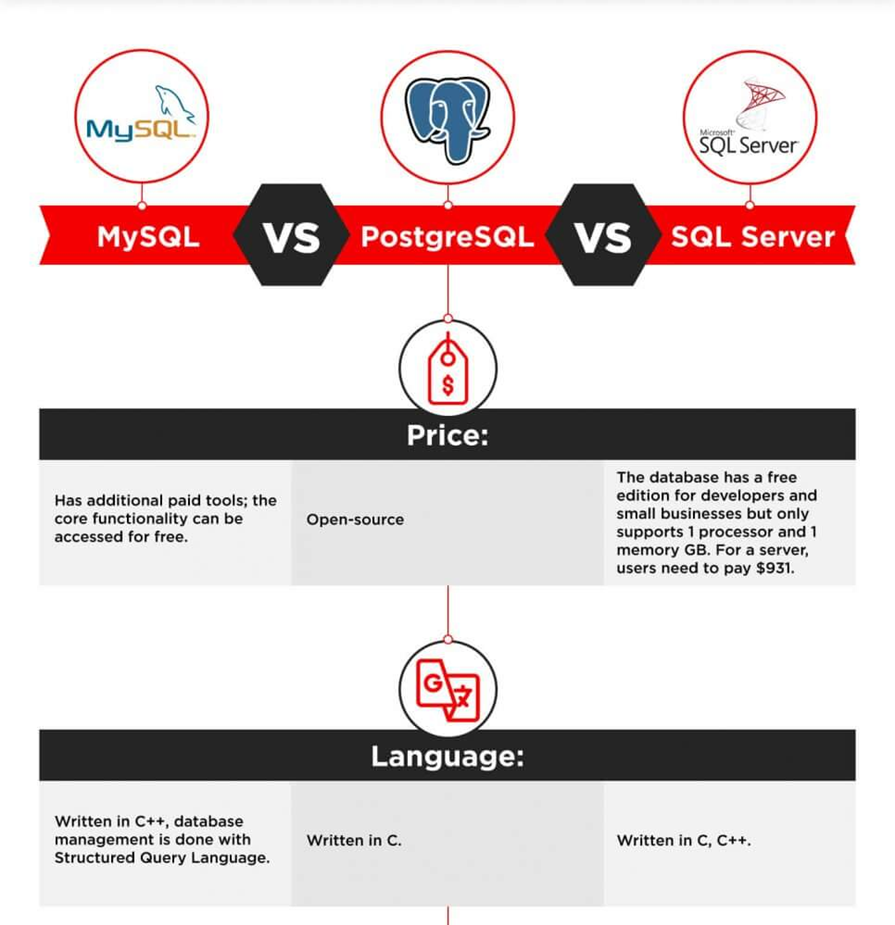 MySQL
Microsoft
SQL Server
MySQL VS PostgreSQL VS SQL Server
$
Price:
Has additional paid tools; the
core functionality can be
accessed for free.
Open-source
The database has a free
edition for developers and
small businesses but only
supports 1 processor and 1
memory GB. For a server,
users need to pay $931.
G 文
Language:
Written in C++, database
management is done with
Structured Query Language.
Written in C.
Written in C, C++.